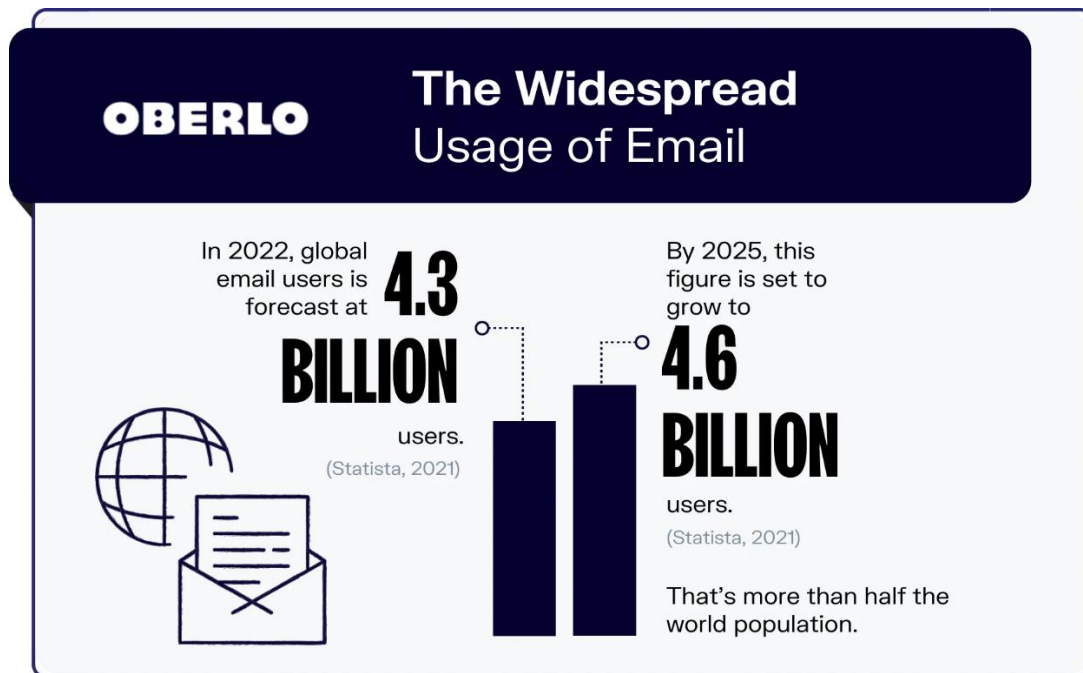 OBERLO
The Widespread
Usage of Email
In 2022, global
email users is
forecast at
4.3
BILLION
users.
(Statista, 2021)
By 2025, this
figure is set to
grow to
4.6
BILLION
users.
(Statista, 2021)
That's more than half the
world population.